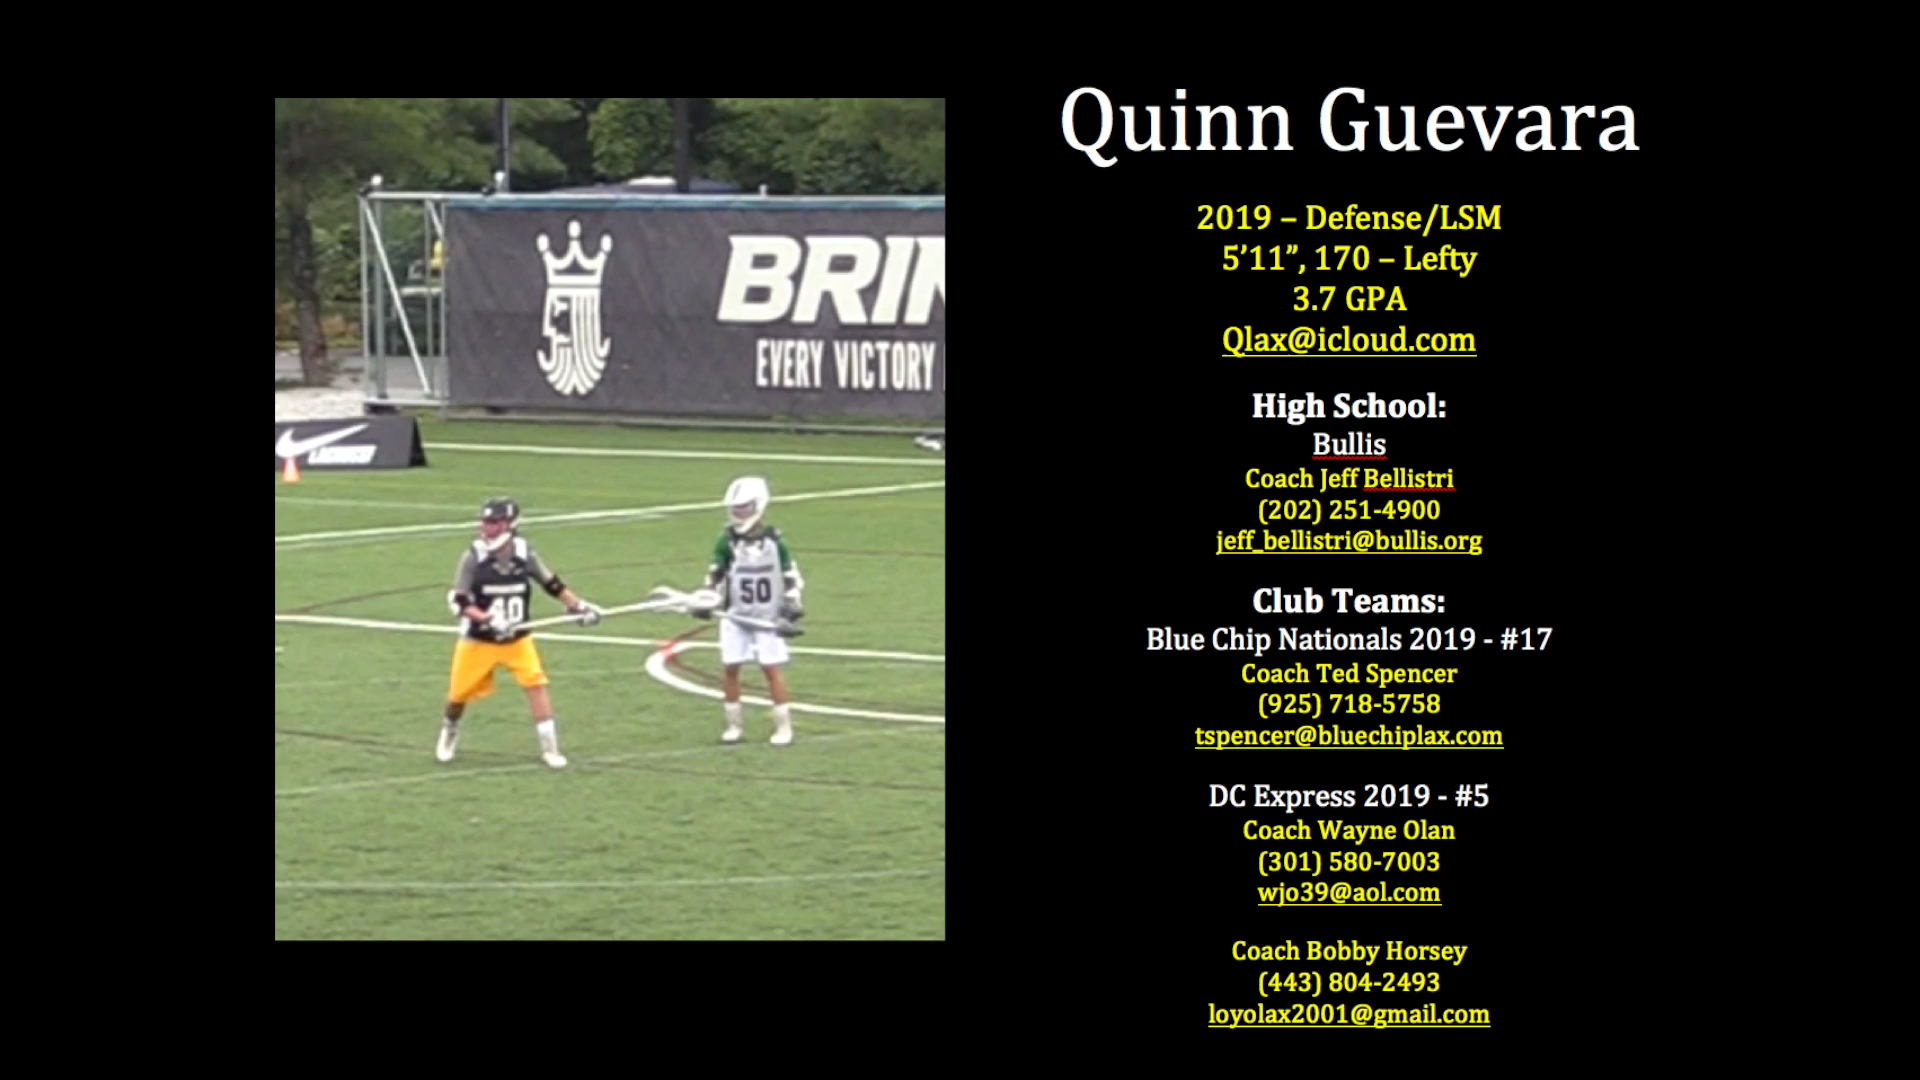 Quinn Guevara
2019 – Defense/LSM
5’11”, 170 – Lefty
3.7 GPA
Qlax@icloud.com
High School:
Bullis
Coach Jeff Bellistri
(202) 251-4900
jeff_bellistri@bullis.org
Club Teams:
Blue Chip Nationals 2019 - #17
Coach Ted Spencer
(925) 718-5758
tspencer@bluechiplax.com
DC Express 2019 - #5
Coach Wayne Olan
(301) 580-7003
wjo39@aol.com
Coach Bobby Horsey
(443) 804-2493
loyolax2001@gmail.com
BRIN
EVERY VICTORY
LACROSSE
40
50